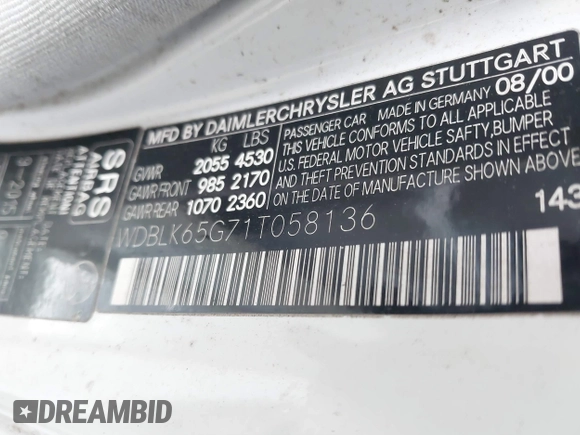 MFD BY DAIMLERCHRYSLER AG STUTTGART
KG LBS
GVWR 2055 4530
GAWR FRONT 985 2170
GAWR REAR 1070 2360
PASSENGER CAR MADE IN GERMANY 08/00
THIS VEHICLE CONFORMS TO ALL APPLICABLE
U.S. FEDERAL MOTOR VEHICLE SAFTY, BUMPER
AND THEFT PREVENTION STANDARDS IN EFFECT
ON THE DATE OF MANUFACTURE SHOWN ABOVE
143
WDBLK65G71T058136
SRS
AIRBAG
DREAMBID